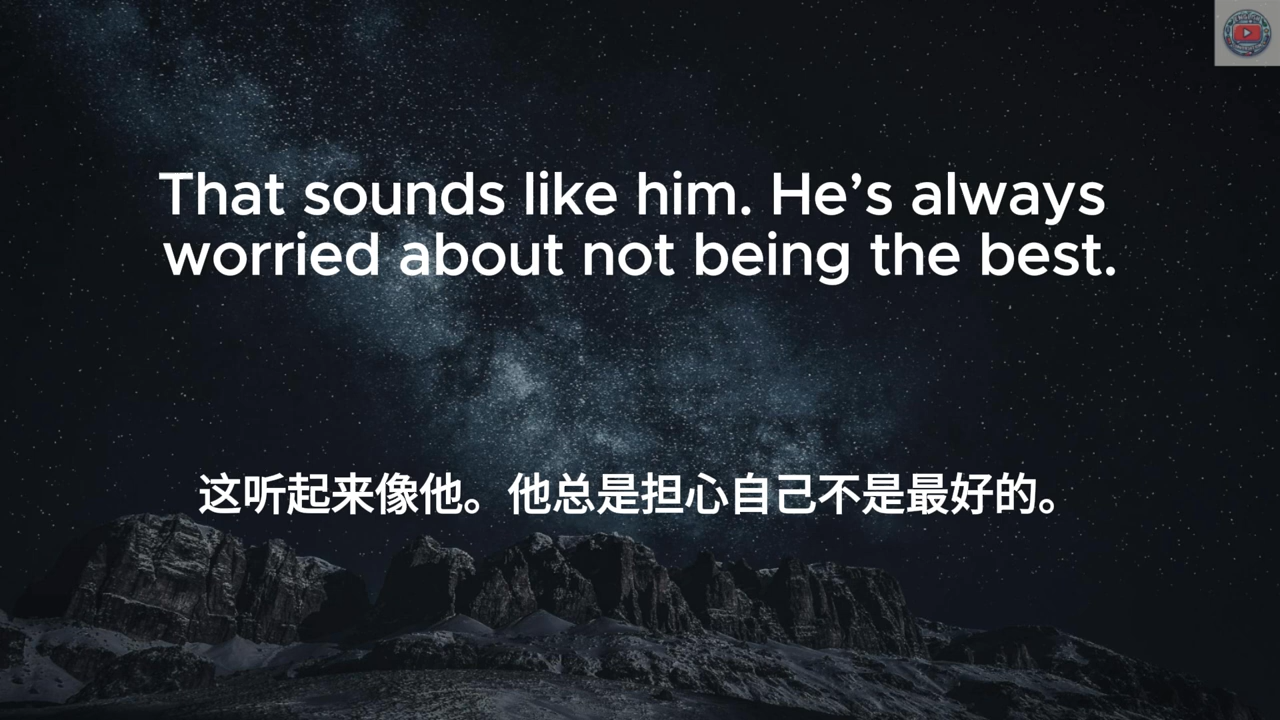 That sounds like him. He’s always
worried about not being the best.
这听起来像他。他总是担心自己不是最好的。